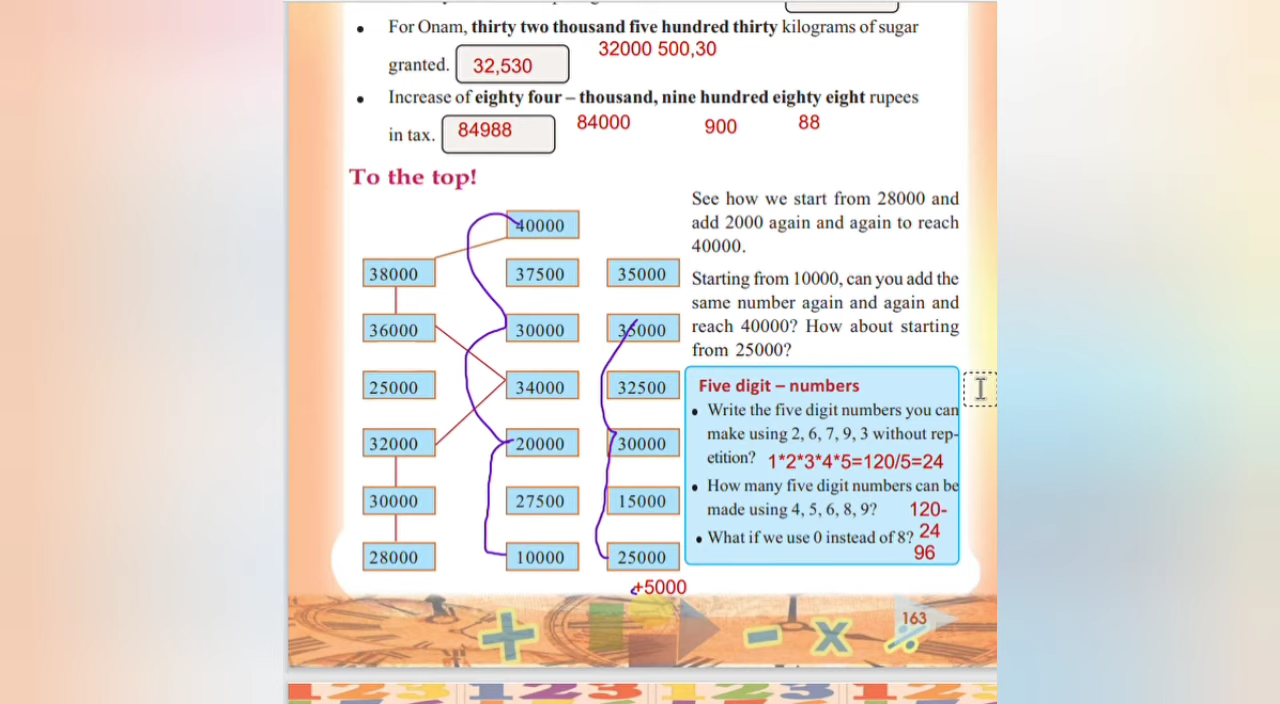 For Onam, thirty two thousand five hundred thirty kilograms of sugar
32000 500,30
granted. 32,530
Increase of eighty four – thousand, nine hundred eighty eight rupees
84000 900 88
in tax. 84988
To the top!
40000
38000 37500 35000
36000 30000 35000
25000 34000 32500
32000 20000 30000
30000 27500 15000
28000 10000 25000
+5000
See how we start from 28000 and
add 2000 again and again to reach
40000.
Starting from 10000, can you add the
same number again and again and
reach 40000? How about starting
from 25000?
Five digit – numbers
• Write the five digit numbers you can
make using 2, 6, 7, 9, 3 without rep-
etition? 1*2*3*4*5=120/5=24
• How many five digit numbers can be
made using 4, 5, 6, 8, 9? 120-
• What if we use 0 instead of 8? 24
96
163